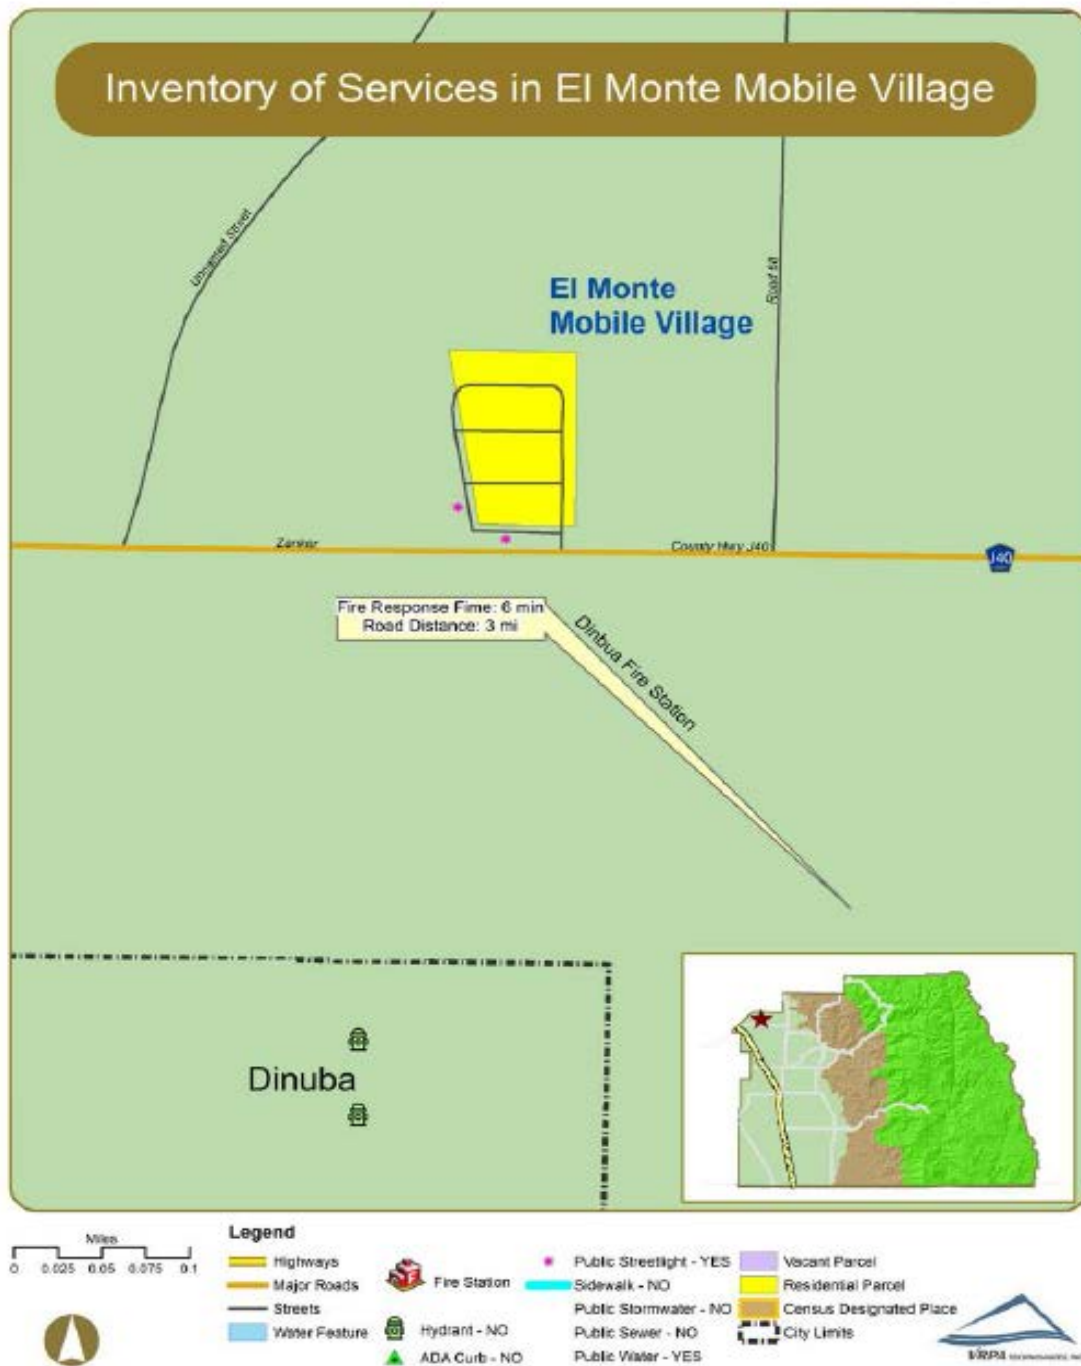 Inventory of Services in El Monte Mobile Village
Unnamed Street
Road 68
El Monte
Mobile Village
Zenker
County Hwy J40
J40
Fire Response Fime: 6 min
Road Distance: 3 mi
Dinbua Fire Station
Dinuba
Miles
0 0.025 0.05 0.075 0.1
Legend
Highways
Major Roads
Streets
Water Feature
Fire Station
Hydrant - NO
ADA Curb - NO
Public Streetlight - YES
Sidewalk - NO
Public Stormwater - NO
Public Sewer - NO
Public Water - YES
Vacant Parcel
Residential Parcel
Census Designated Place
City Limits
VRPA